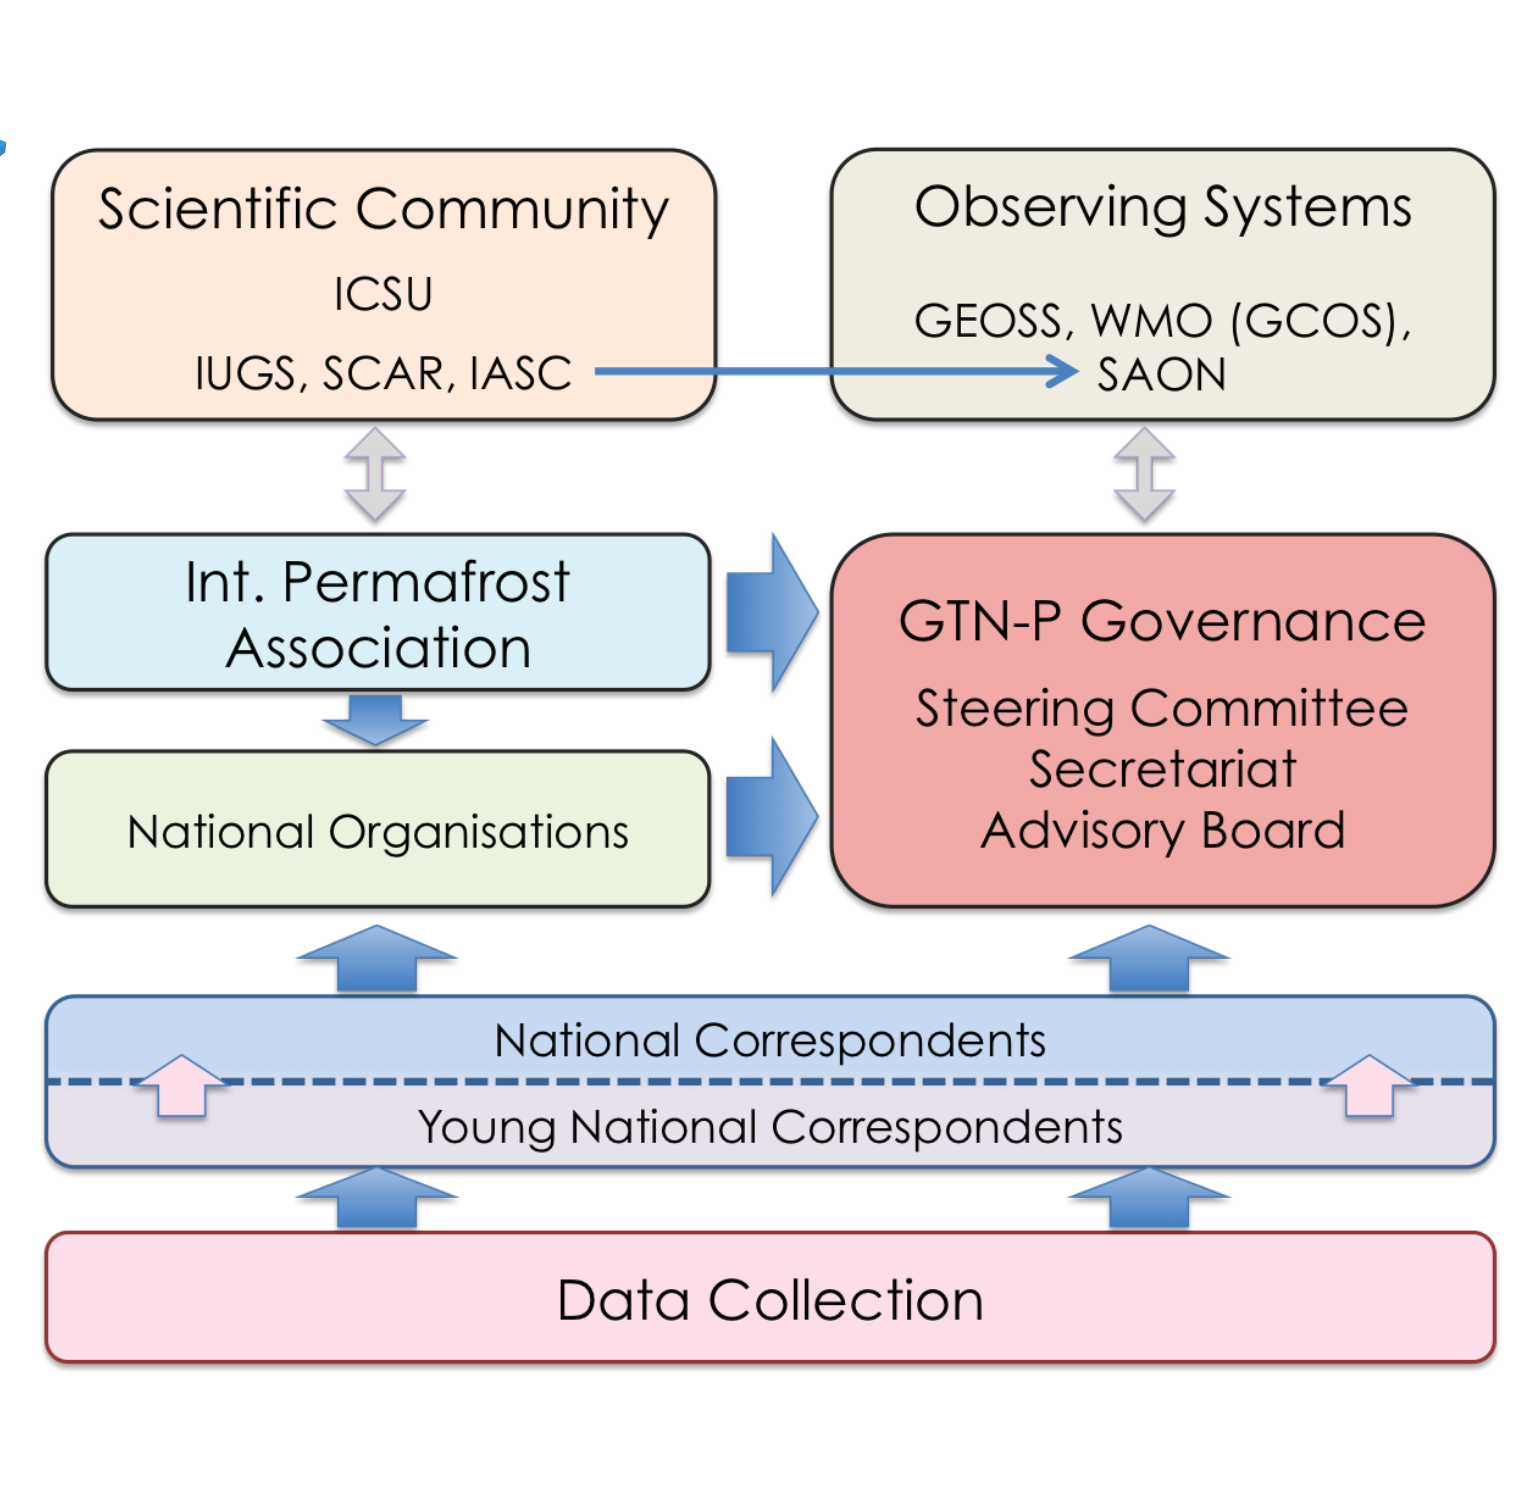 Scientific Community
ICSU
IUGS, SCAR, IASC
Observing Systems
GEOSS, WMO (GCOS),
SAON
Int. Permafrost
Association
GTN-P Governance
Steering Committee
Secretariat
Advisory Board
National Organisations
National Correspondents
Young National Correspondents
Data Collection